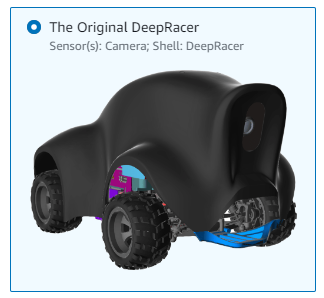 The Original DeepRacer
Sensor(s): Camera; Shell: DeepRacer